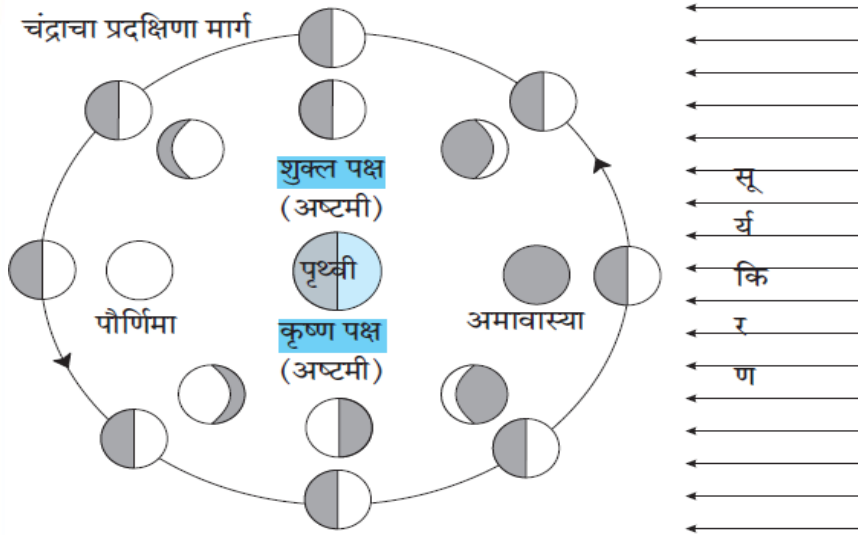 चंद्राचा प्रदक्षिणा मार्ग
शुक्ल पक्ष
(अष्टमी)
पृथ्वी
पौर्णिमा
कृष्ण पक्ष
(अष्टमी)
अमावास्या
सू
र्य
कि
र
ण